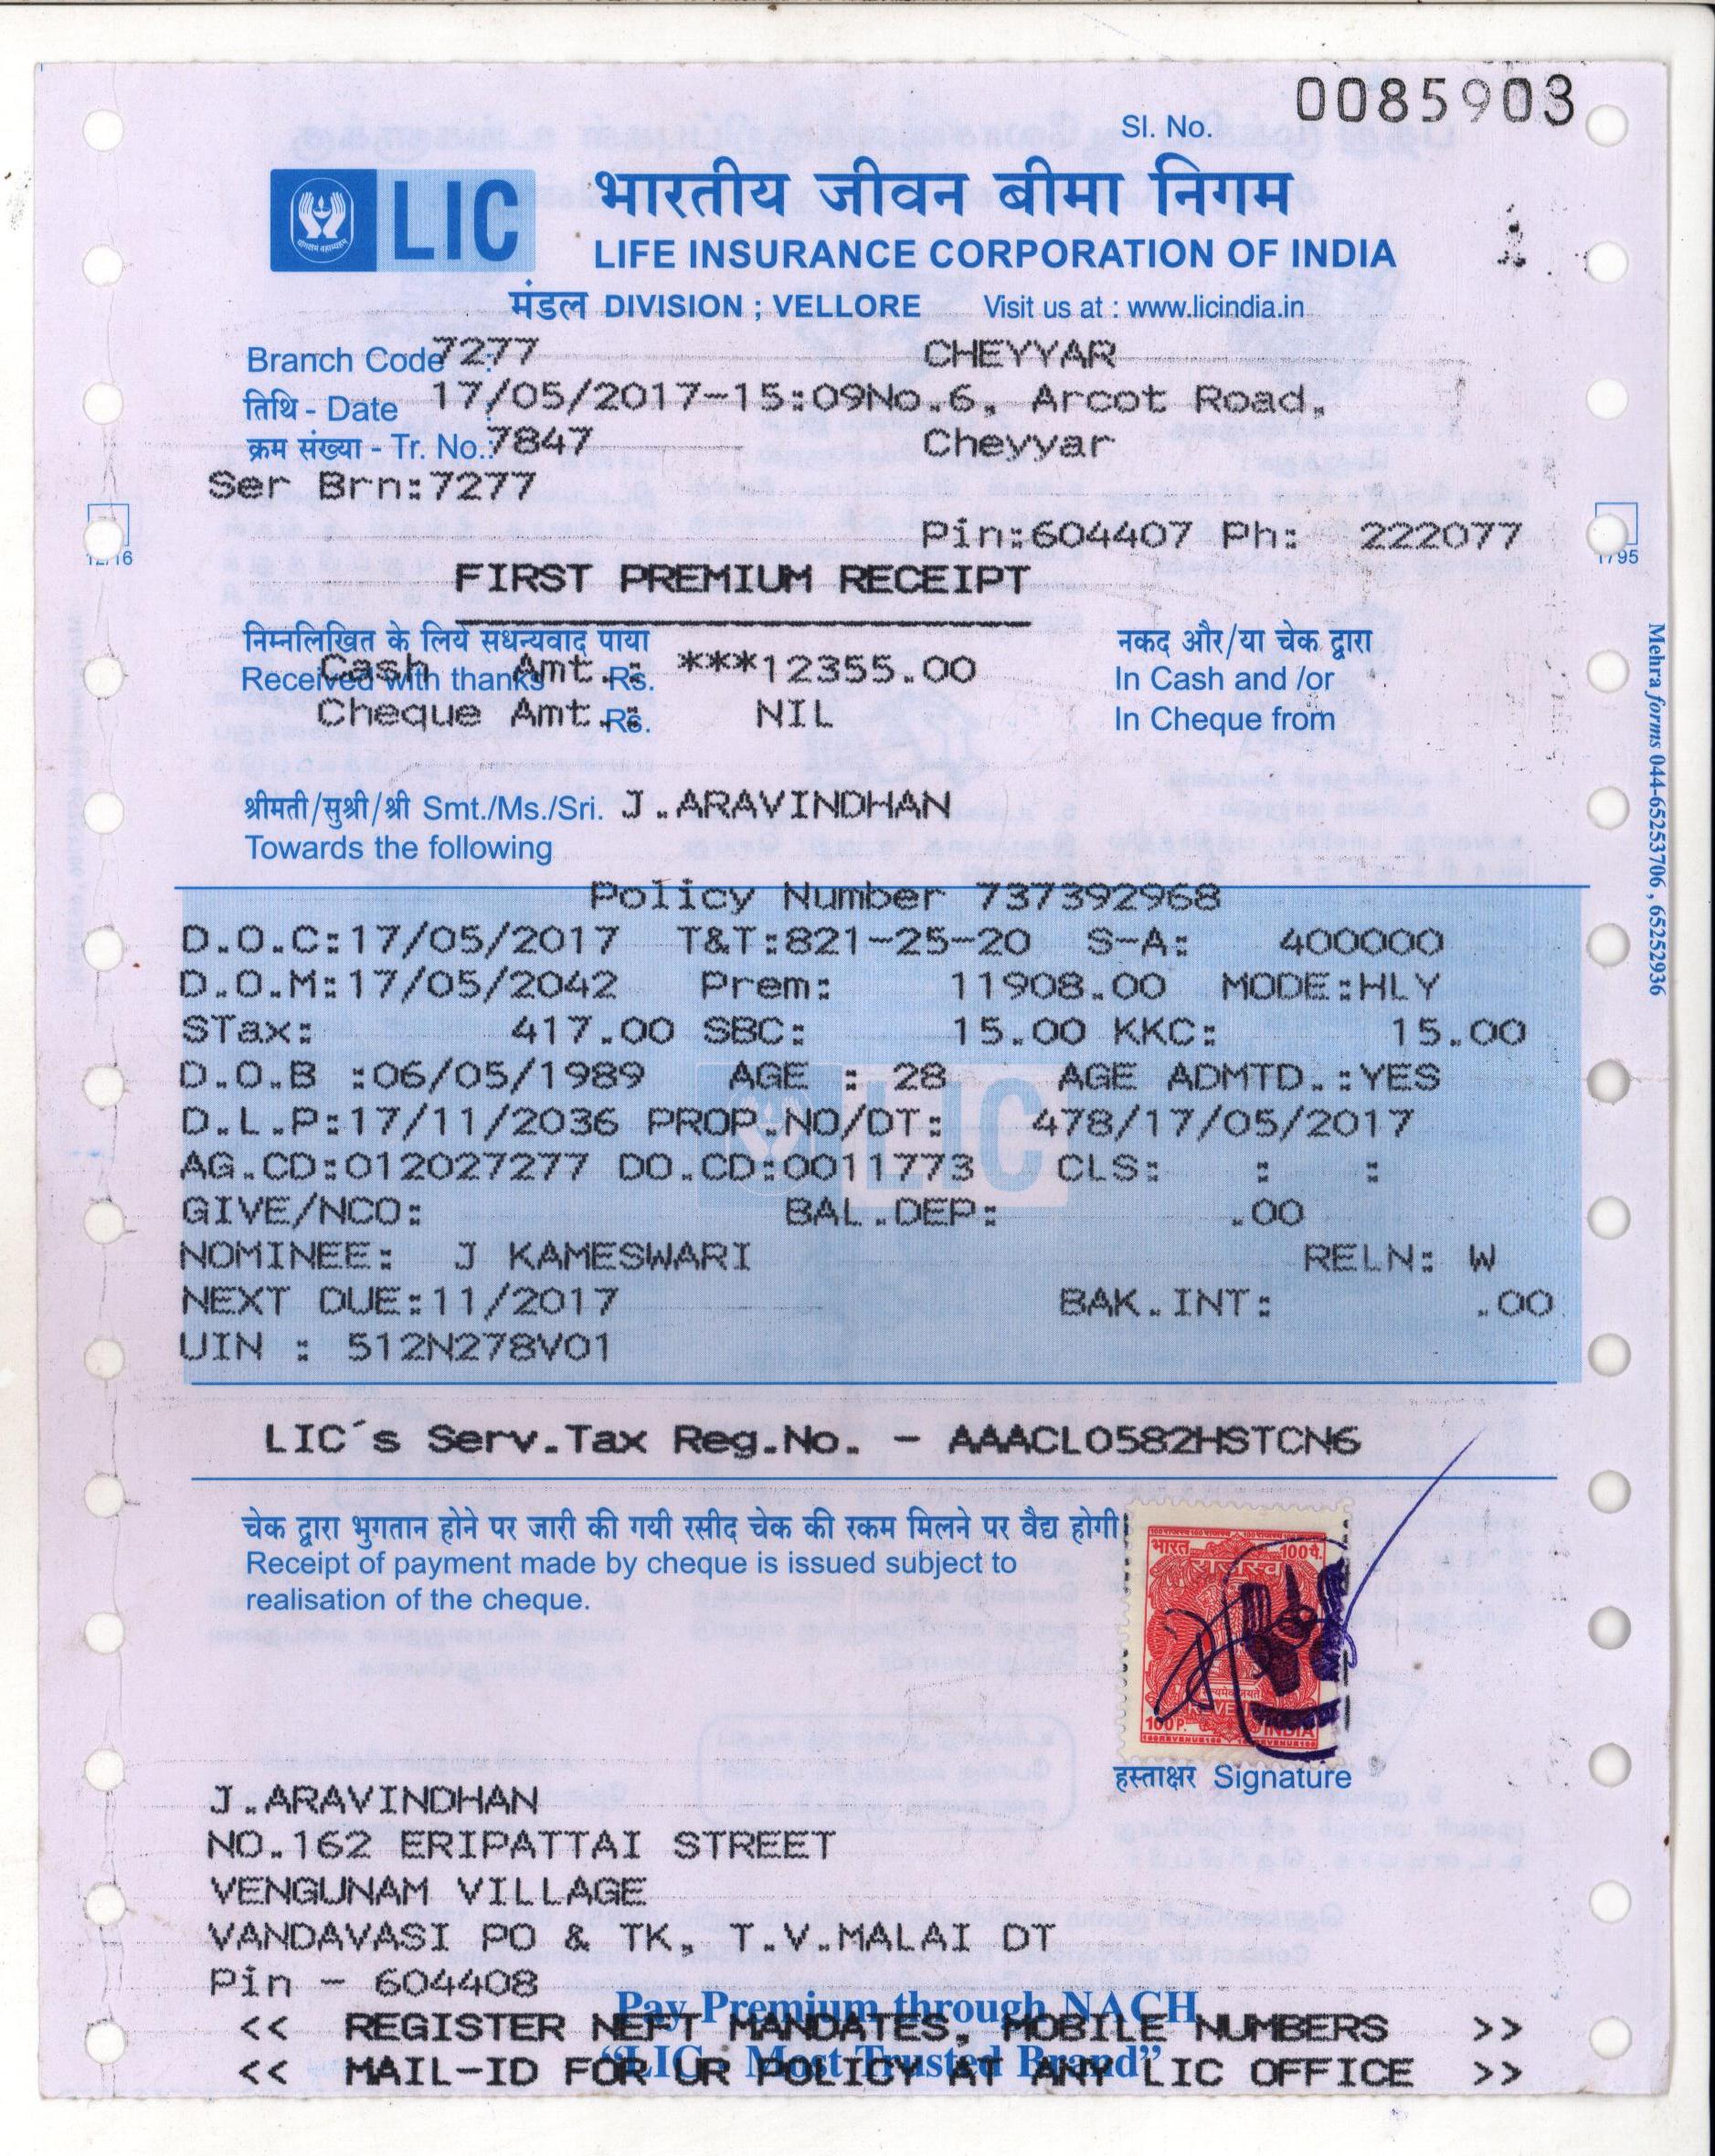 0085903
Sl. No.
LIC भारतीय जीवन बीमा निगम
LIFE INSURANCE CORPORATION OF INDIA
मंडल DIVISION ; VELLORE Visit us at : www.licindia.in
Branch Code : 7277 CHEYYAR
तिथि - Date 17/05/2017-15:09No.6, Arcot Road,
क्रम संख्या - Tr. No.:7847 Cheyyar
Ser Brn:7277
Pin:604407 Ph: 222077
12/16
1795
FIRST PREMIUM RECEIPT
निम्नलिखित के लिये सधन्यवाद पाया नकद और/या चेक द्वारा
Cash Amt.: ***12355.00
Received with thanks Rs. In Cash and /or
Cheque Amt.: NIL
Rs. In Cheque from
श्रीमती/सुश्री/श्री Smt./Ms./Sri. J.ARAVINDHAN
Towards the following
Policy Number 737392968
D.O.C:17/05/2017 T&T:821-25-20 S-A: 400000
D.O.M:17/05/2042 Prem: 11908.00 MODE:HLY
STax: 417.00 SBC: 15.00 KKC: 15.00
D.O.B :06/05/1989 AGE : 28 AGE ADMTD.:YES
D.L.P:17/11/2036 PROP.NO/DT: 478/17/05/2017
AG.CD:012027277 DO.CD:0011773 CLS: : :
GIVE/NCO: BAL.DEP: .00
NOMINEE: J KAMESWARI RELN: W
NEXT DUE:11/2017 BAK.INT: .00
UIN : 512N278V01
LIC
LIC´s Serv.Tax Reg.No. - AAACL0582HSTCN6
चेक द्वारा भुगतान होने पर जारी की गयी रसीद चेक की रकम मिलने पर वैद्य होगी
Receipt of payment made by cheque is issued subject to
realisation of the cheque.
भारत 100पै.
राजस्व
100P. INDIA
हस्ताक्षर Signature
J.ARAVINDHAN
NO.162 ERIPATTAI STREET
VENGUNAM VILLAGE
VANDAVASI PO & TK, T.V.MALAI DT
Pin - 604408
Pay Premium through NACH
<< REGISTER NEFT MANDATES, MOBILE NUMBERS >>
“LIC - Most Trusted Brand”
<< MAIL-ID FOR UR POLICY AT ANY LIC OFFICE >>
Mehra forms 044-65253706 , 65252936